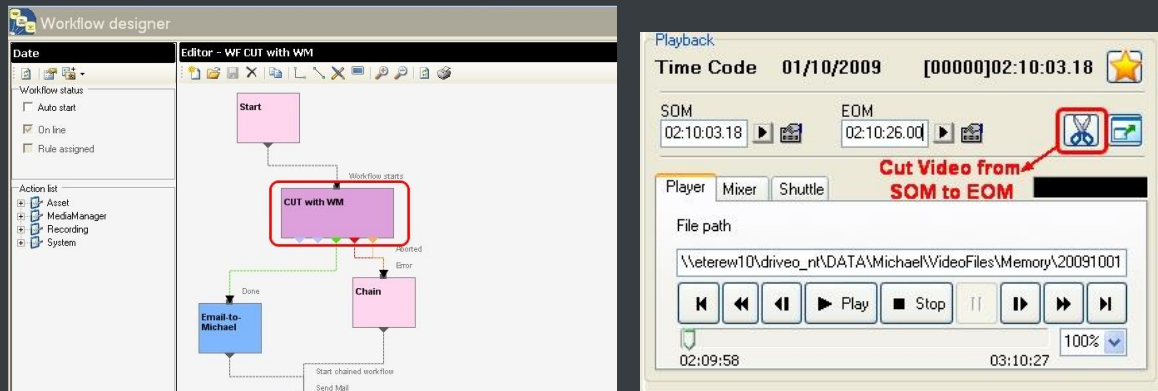 Workflow designer
Date
Editor - WF CUT with WM
Workflow status
Auto start
On line
Rule assigned
Action list
Asset
MediaManager
Recording
System
Start
Workflow starts
CUT with WM
Aborted
Error
Done
Chain
Email-to-
Michael
Start chained workflow
Send Mail
Playback
Time Code 01/10/2009 [00000]02:10:03.18
SOM EOM
02:10:03.18 02:10:26.00
Cut Video from
SOM to EOM
Player Mixer Shuttle
File path
\\eterew10\driveo_nt\DATA\Michael\VideoFiles\Memory\20091001
Play Stop
100%
02:09:58 03:10:27